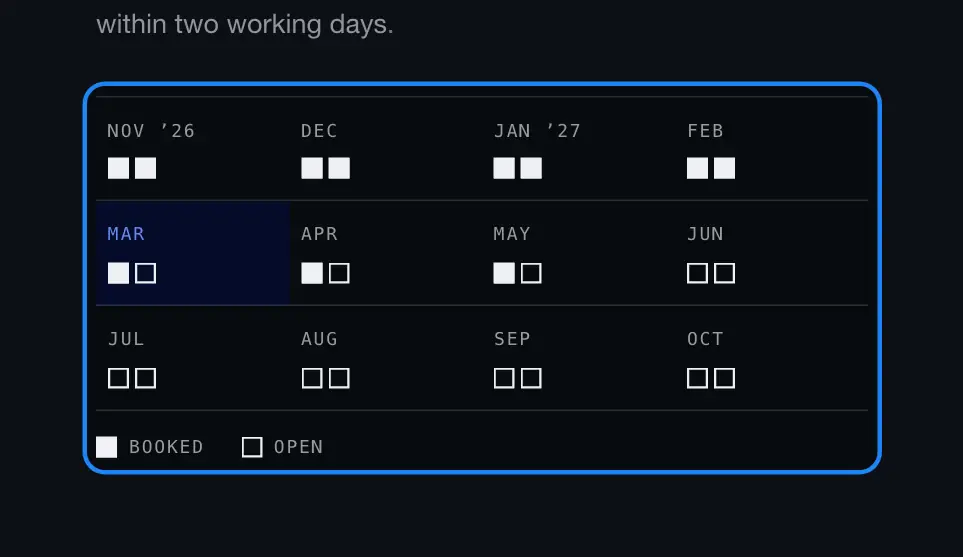 within two working days.
NOV ’26 DEC JAN ’27 FEB
MAR APR MAY JUN
JUL AUG SEP OCT
BOOKED OPEN